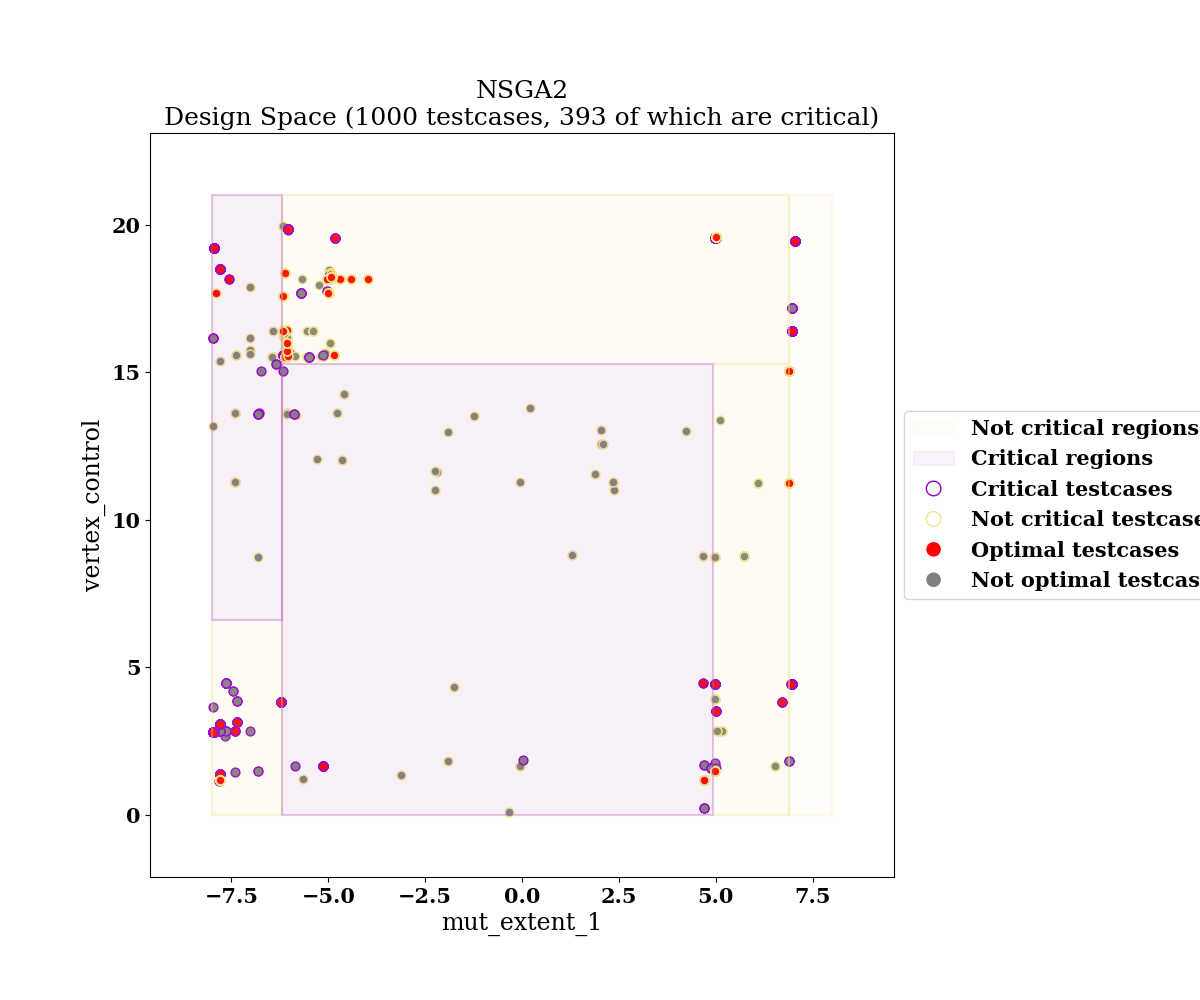 NSGA2
Design Space (1000 testcases, 393 of which are critical)
20
15
10
5
0
vertex_control
−7.5 −5.0 −2.5 0.0 2.5 5.0 7.5
mut_extent_1
Not critical regions
Critical regions
Critical testcases
Not critical testcase
Optimal testcases
Not optimal testcas